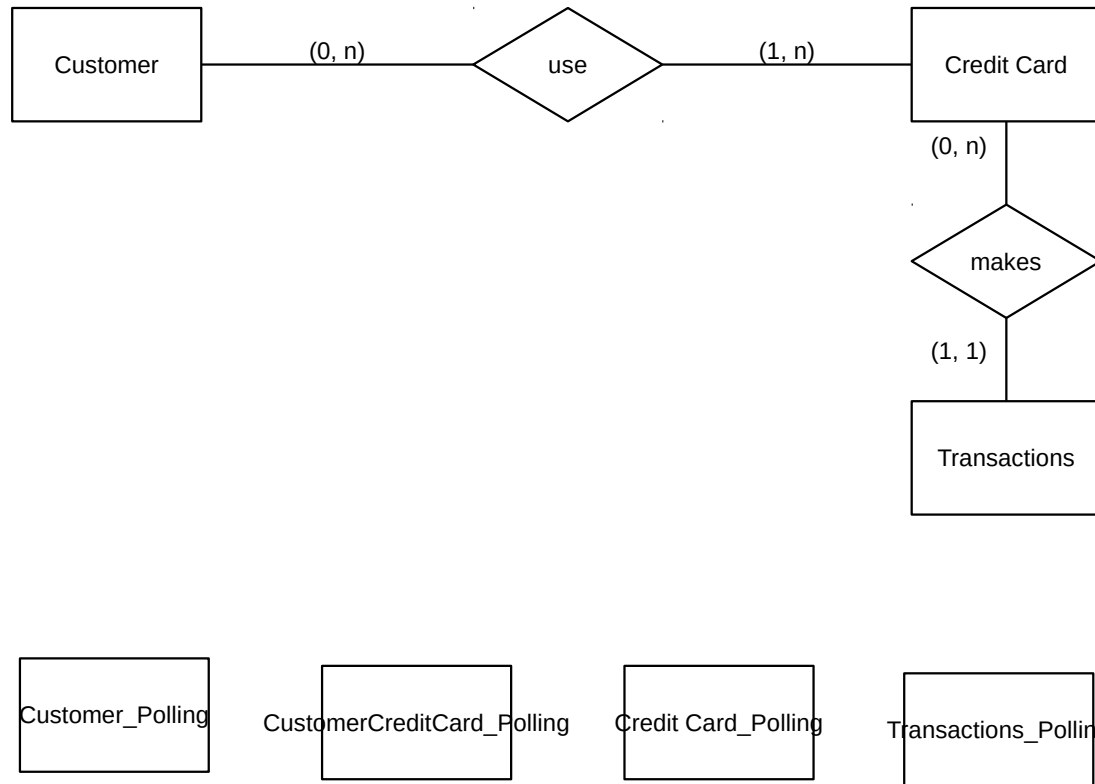 Customer
(0, n)
use
(1, n)
Credit Card
(0, n)
makes
(1, 1)
Transactions
Customer_Polling
CustomerCreditCard_Polling
Credit Card_Polling
Transactions_Pollin